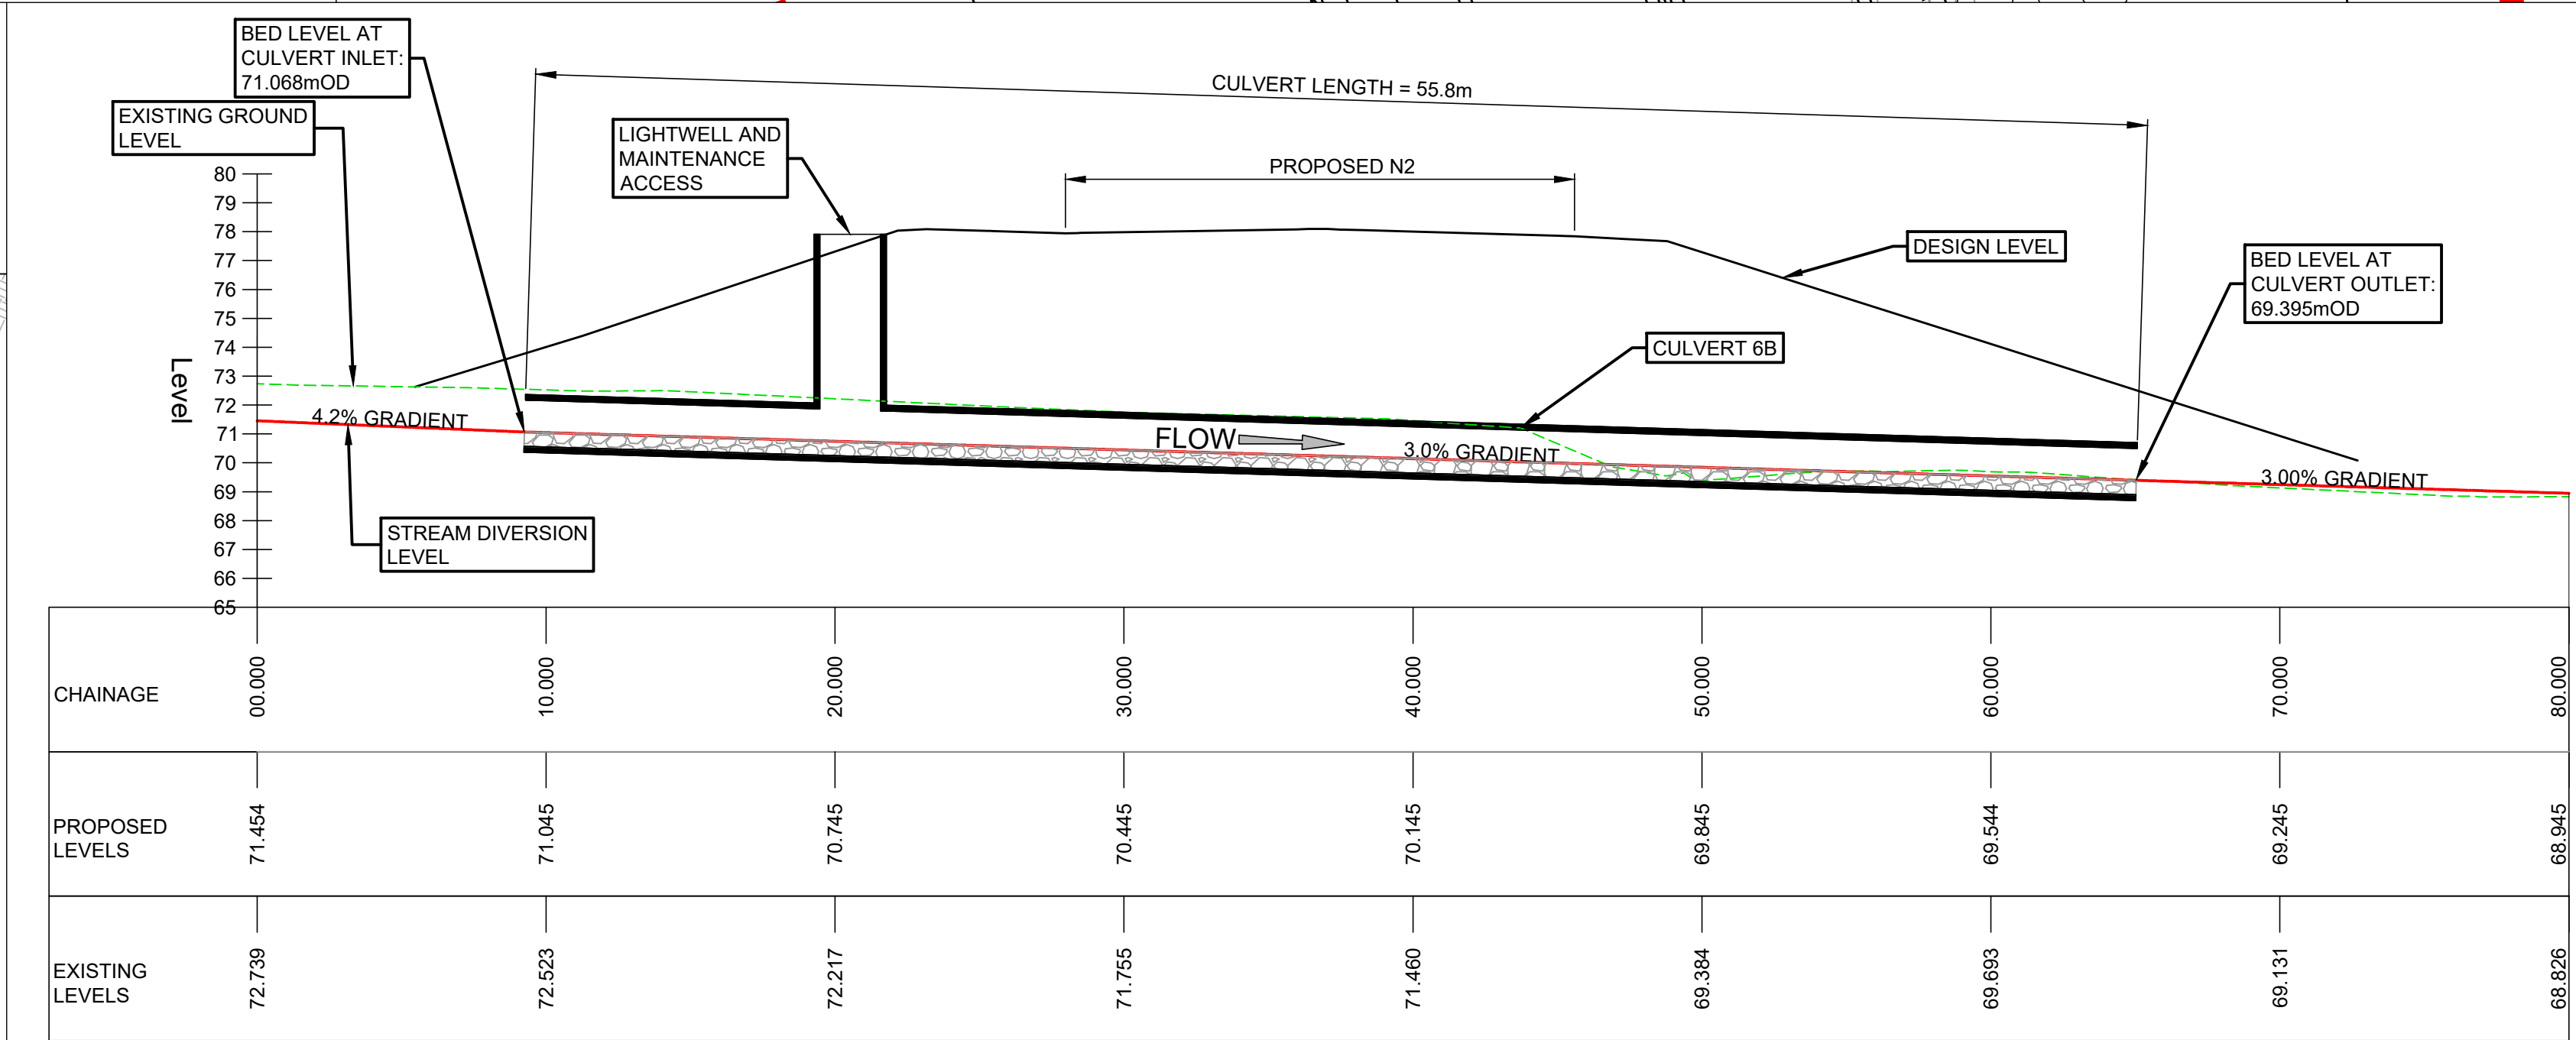 BED LEVEL AT
CULVERT INLET:
71.068mOD
EXISTING GROUND
LEVEL
LIGHTWELL AND
MAINTENANCE
ACCESS
CULVERT LENGTH = 55.8m
PROPOSED N2
DESIGN LEVEL
BED LEVEL AT
CULVERT OUTLET:
69.395mOD
CULVERT 6B
Level
80
79
78
77
76
75
74
73
72
71
70
69
68
67
66
65
4.2% GRADIENT
FLOW
3.0% GRADIENT
3.00% GRADIENT
STREAM DIVERSION
LEVEL
CHAINAGE
00.000
10.000
20.000
30.000
40.000
50.000
60.000
70.000
80.000
PROPOSED
LEVELS
71.454
71.045
70.745
70.445
70.145
69.845
69.544
69.245
68.945
EXISTING
LEVELS
72.739
72.523
72.217
71.755
71.460
69.384
69.693
69.131
68.826